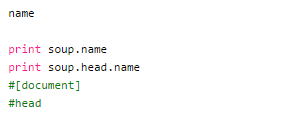 name
print soup.name
print soup.head.name
#[document]
#head